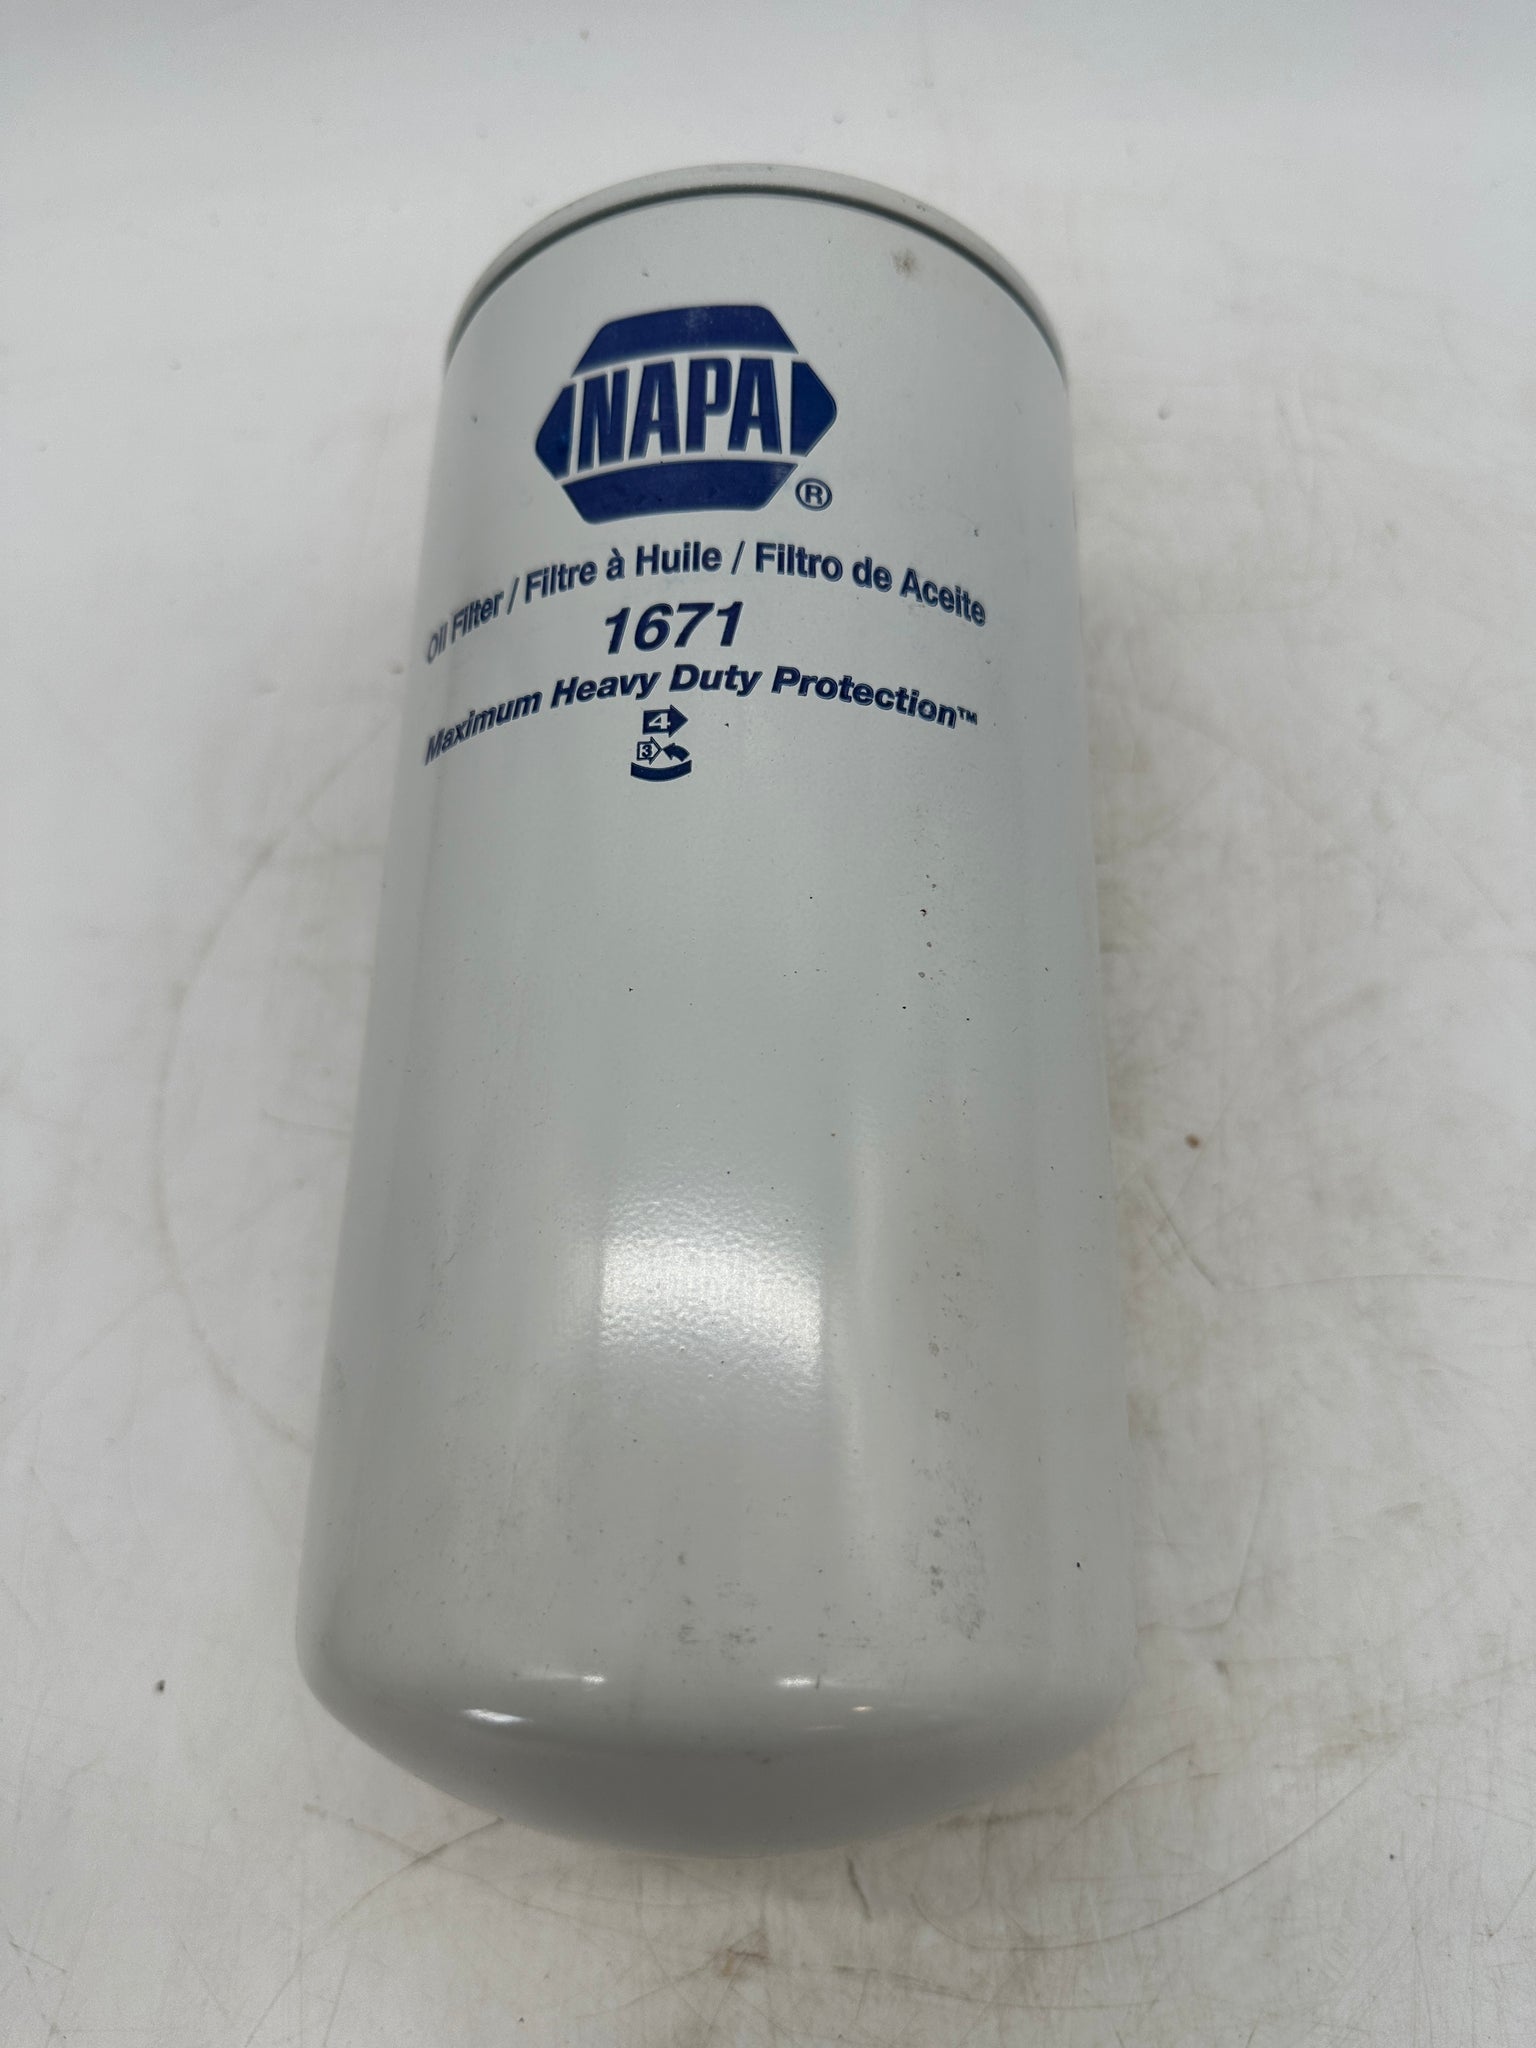 NAPA
®
Oil Filter / Filtre à Huile / Filtro de Aceite
1671
Maximum Heavy Duty Protection™
4
3